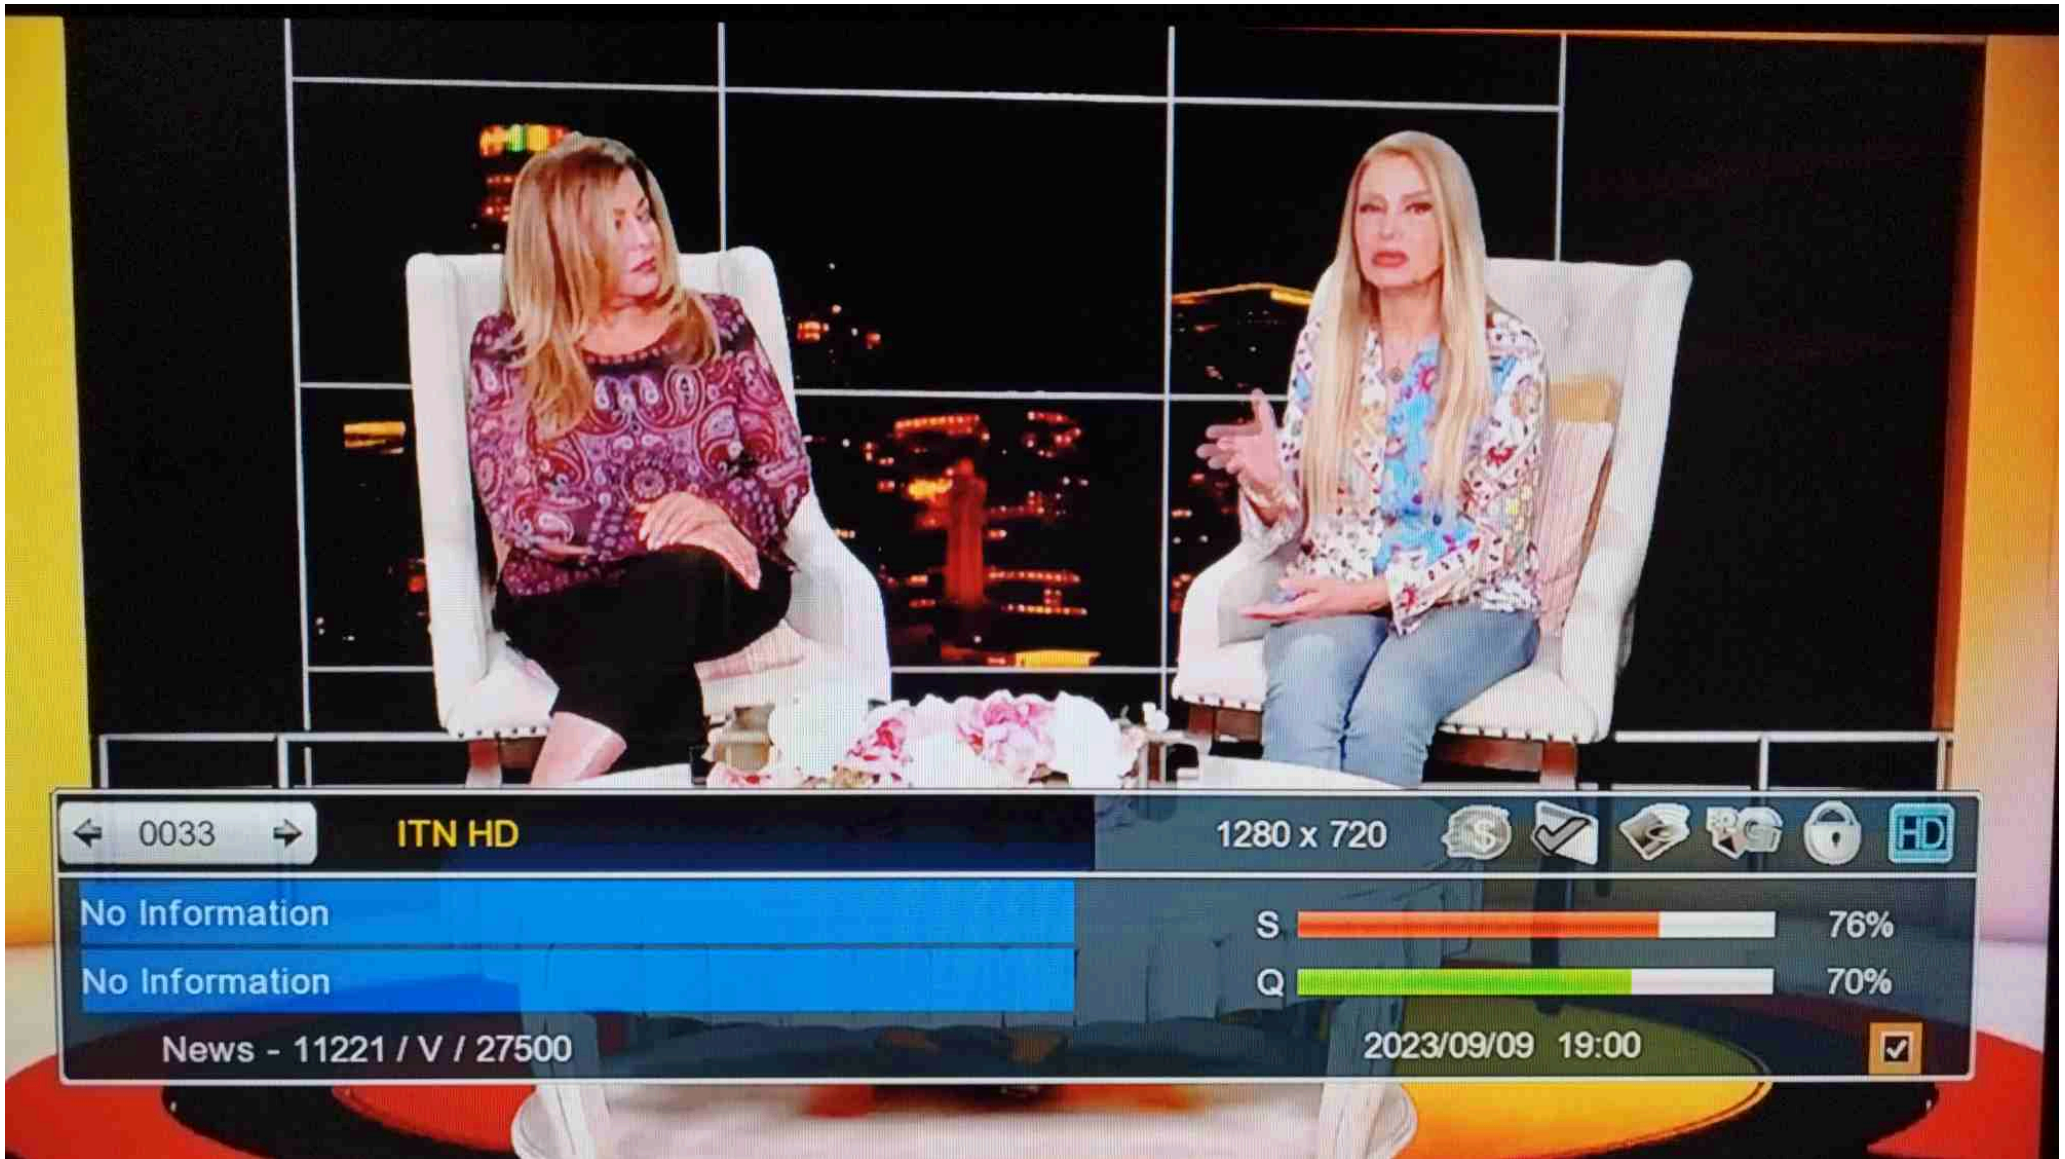 0033 ITN HD 1280 x 720 HD
No Information
S 76%
No Information
Q 70%
News - 11221 / V / 27500 2023/09/09 19:00